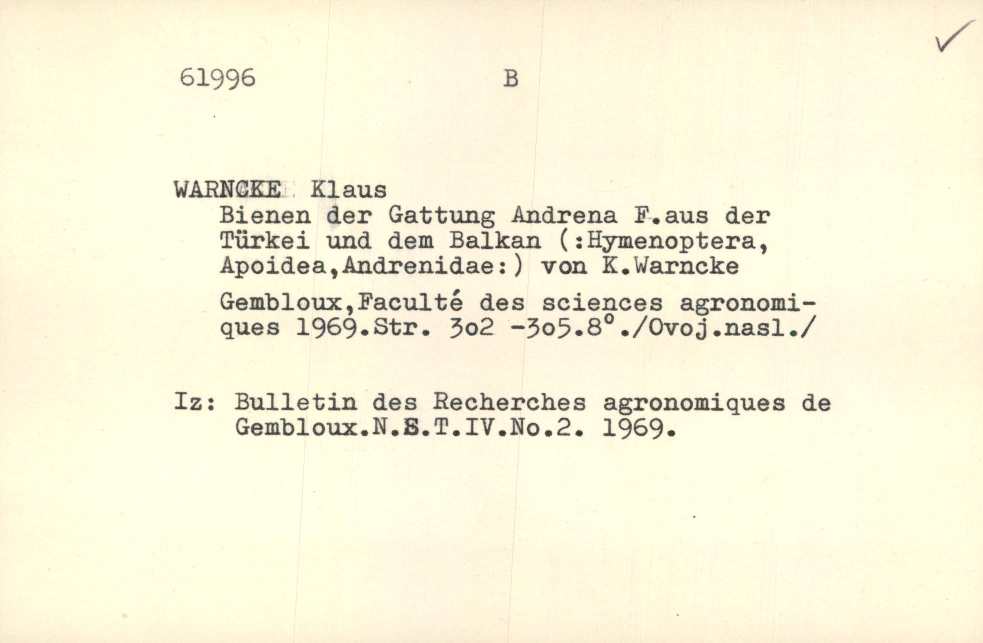 61996 B
WARNCKE Klaus
Bienen der Gattung Andrena F.aus der
Türkei und dem Balkan (:Hymenoptera,
Apoidea,Andrenidae:) von K.Warncke
Gembloux,Faculté des sciences agronomi-
ques 1969.Str. 3o2 -3o5.8°./Ovoj.nasl./
Iz: Bulletin des Recherches agronomiques de
Gembloux.N.S.T.IV.No.2. 1969.